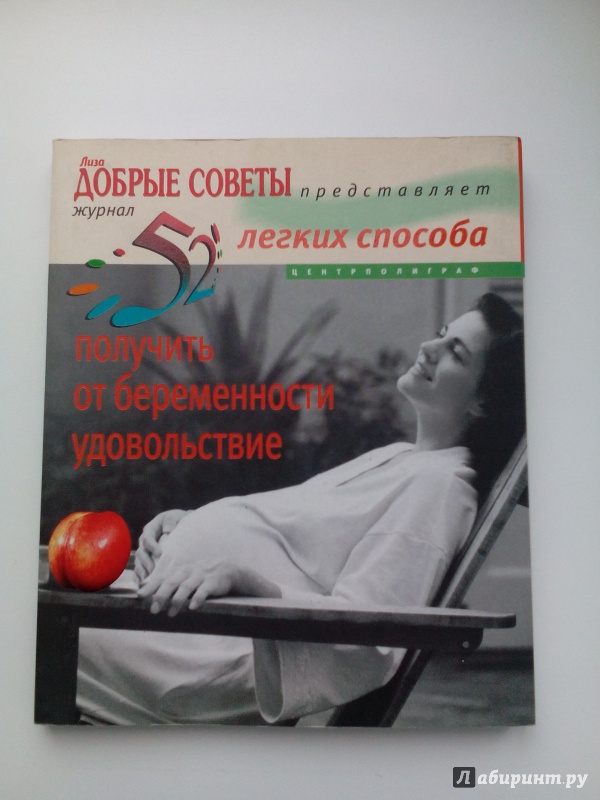 Лиза
ДОБРЫЕ СОВЕТЫ представляет
журнал
52 легких способа
ЦЕНТРПОЛИГРАФ
получить
от беременности
удовольствие
Лабиринт.ру